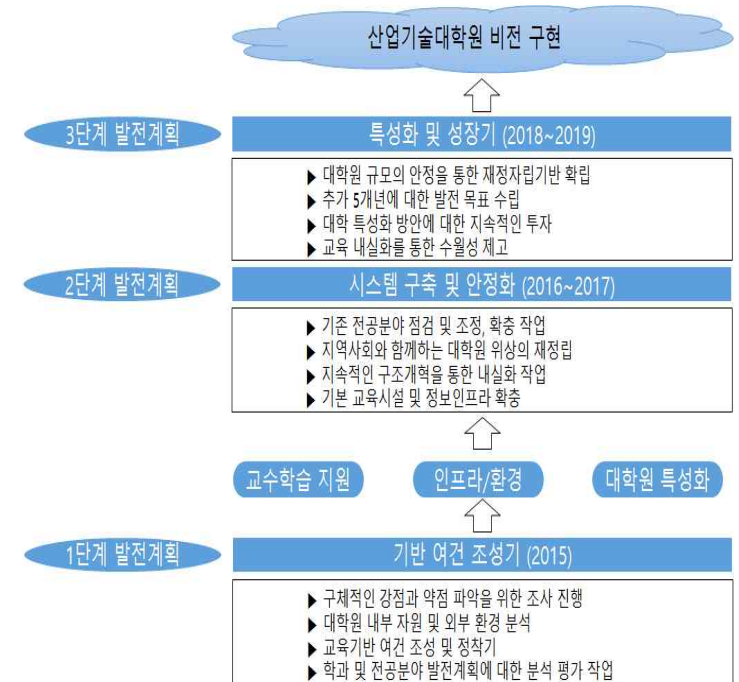 산업기술대학원 비전 구현
3단계 발전계획
특성화 및 성장기 (2018~2019)
▶ 대학원 규모의 안정을 통한 재정자립기반 확립
▶ 추가 5개년에 대한 발전 목표 수립
▶ 대학 특성화 방안에 대한 지속적인 투자
▶ 교육 내실화를 통한 수월성 제고
2단계 발전계획
시스템 구축 및 안정화 (2016~2017)
▶ 기존 전공분야 점검 및 조정, 확충 작업
▶ 지역사회와 함께하는 대학원 위상의 재정립
▶ 지속적인 구조개혁을 통한 내실화 작업
▶ 기본 교육시설 및 정보인프라 확충
교수학습 지원
인프라/환경
대학원 특성화
1단계 발전계획
기반 여건 조성기 (2015)
▶ 구체적인 강점과 약점 파악을 위한 조사 진행
▶ 대학원 내부 자원 및 외부 환경 분석
▶ 교육기반 여건 조성 및 정착기
▶ 학과 및 전공분야 발전계획에 대한 분석 평가 작업